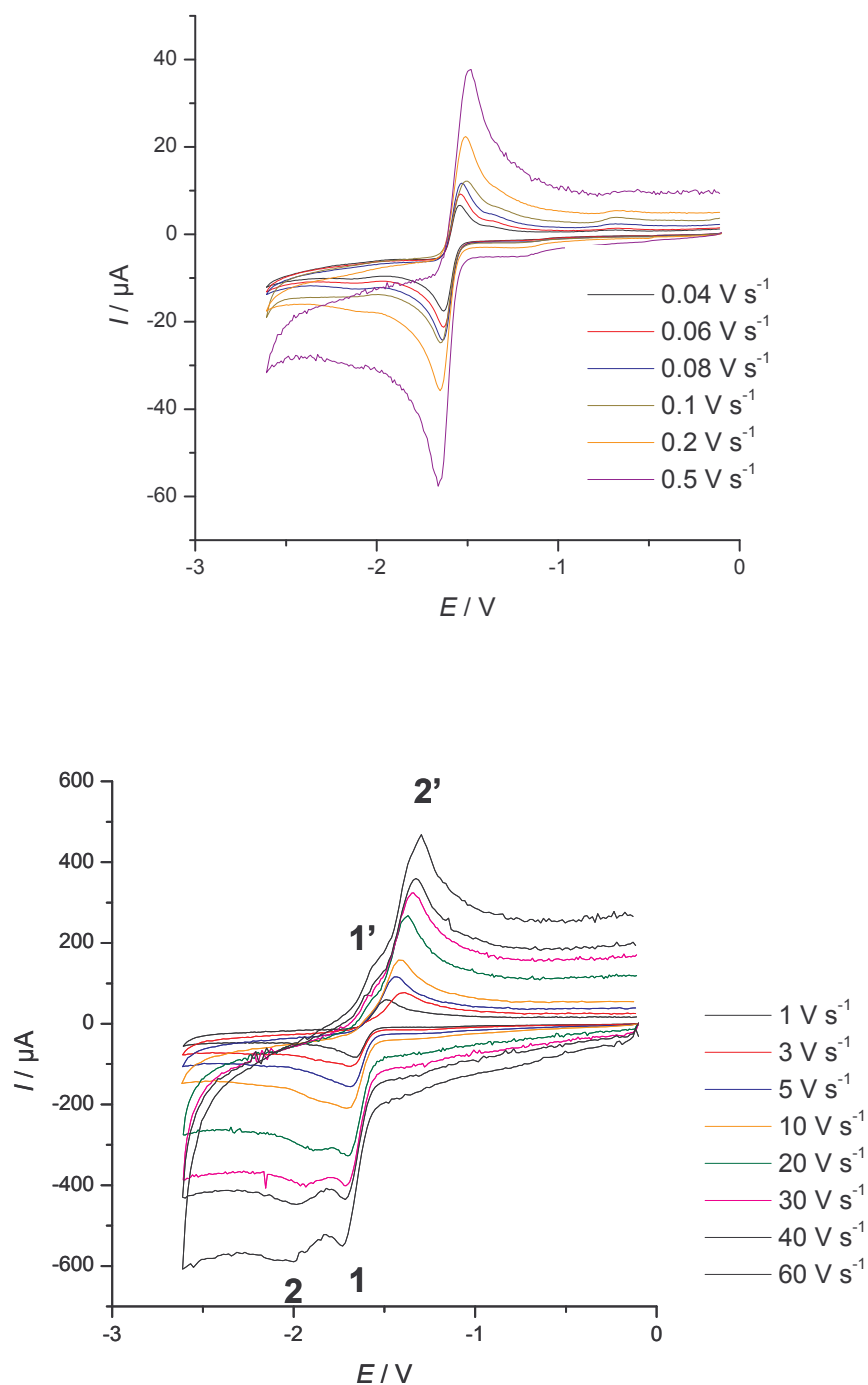 40
20
0
-20
-40
-60
I / µA
-3
-2
-1
0
E / V
0.04 V s-1
0.06 V s-1
0.08 V s-1
0.1 V s-1
0.2 V s-1
0.5 V s-1
600
400
200
0
-200
-400
-600
I / µA
2’
1’
2
1
-3
-2
-1
0
E / V
1 V s-1
3 V s-1
5 V s-1
10 V s-1
20 V s-1
30 V s-1
40 V s-1
60 V s-1